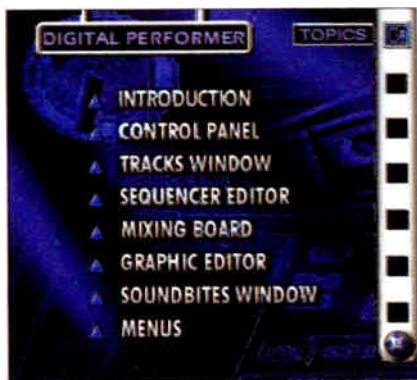 DIGITAL PERFORMER
TOPICS
INTRODUCTION
CONTROL PANEL
TRACKS WINDOW
SEQUENCER EDITOR
MIXING BOARD
GRAPHIC EDITOR
SOUNDBITES WINDOW
MENUS